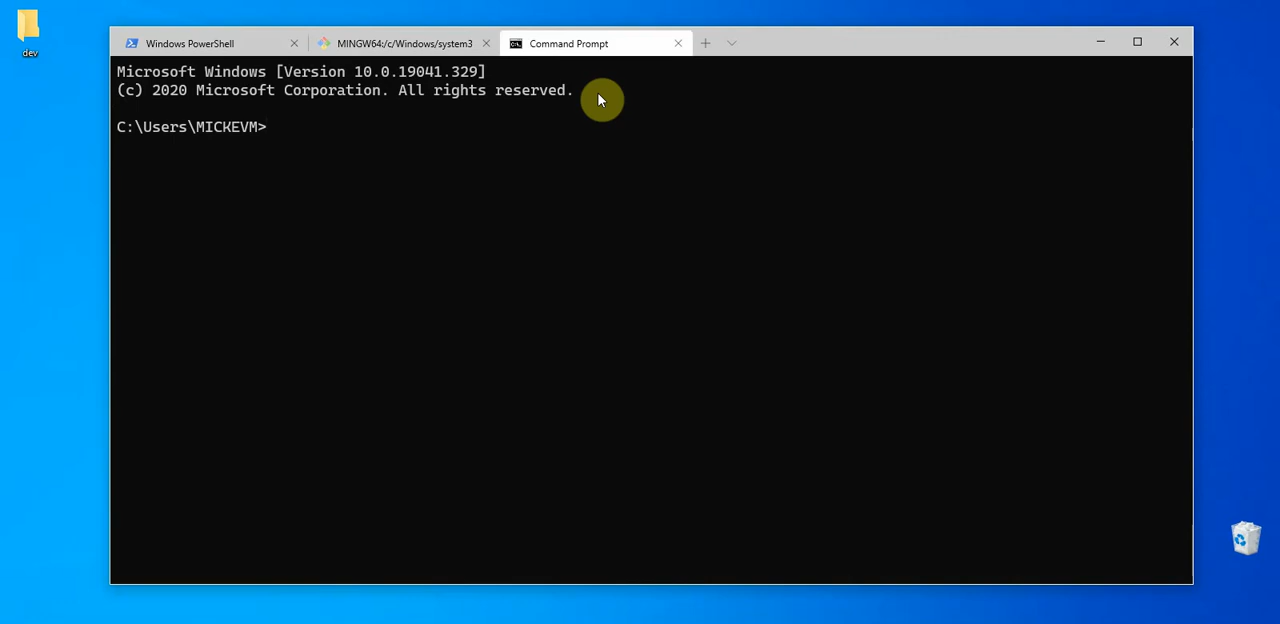 dev
Windows PowerShell
MINGW64:/c/Windows/system3
Command Prompt
Microsoft Windows [Version 10.0.19041.329]
(c) 2020 Microsoft Corporation. All rights reserved.
C:\Users\MICKEVM>